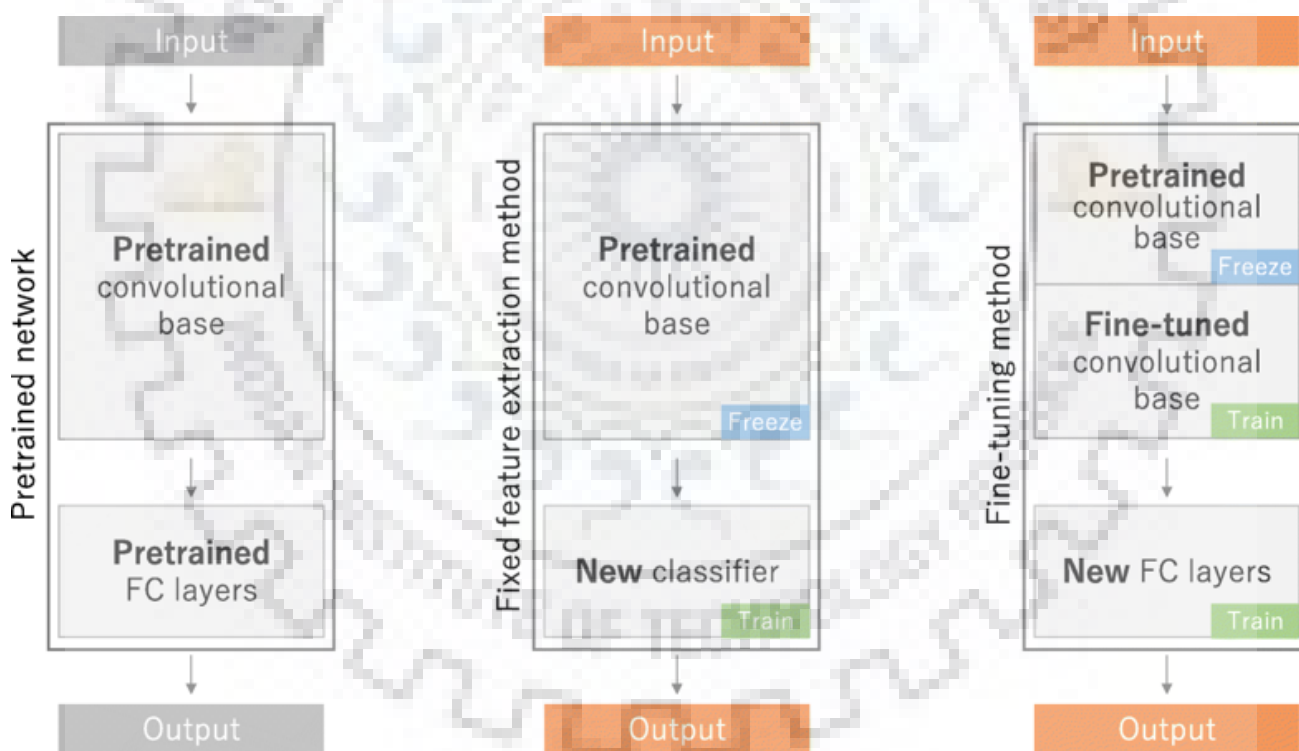 Input
Pretrained network
Pretrained
convolutional
base
Pretrained
FC layers
Output
Input
Fixed feature extraction method
Pretrained
convolutional
base
Freeze
New classifier
Train
Output
Input
Fine-tuning method
Pretrained
convolutional
base
Freeze
Fine-tuned
convolutional
base
Train
New FC layers
Train
Output